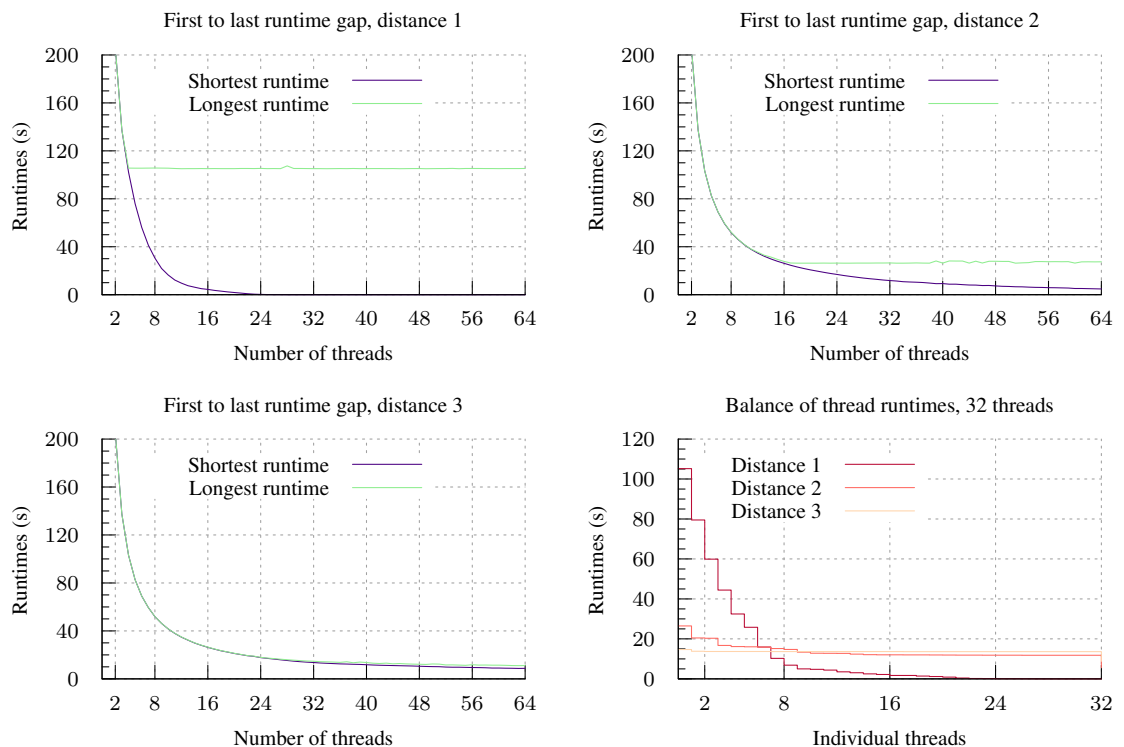 First to last runtime gap, distance 1
200
160
120
80
40
0
Runtimes (s)
Shortest runtime
Longest runtime
2 8 16 24 32 40 48 56 64
Number of threads
First to last runtime gap, distance 2
200
160
120
80
40
0
Runtimes (s)
Shortest runtime
Longest runtime
2 8 16 24 32 40 48 56 64
Number of threads
First to last runtime gap, distance 3
200
160
120
80
40
0
Runtimes (s)
Shortest runtime
Longest runtime
2 8 16 24 32 40 48 56 64
Number of threads
Balance of thread runtimes, 32 threads
120
100
80
60
40
20
0
Runtimes (s)
Distance 1
Distance 2
Distance 3
2 8 16 24 32
Individual threads